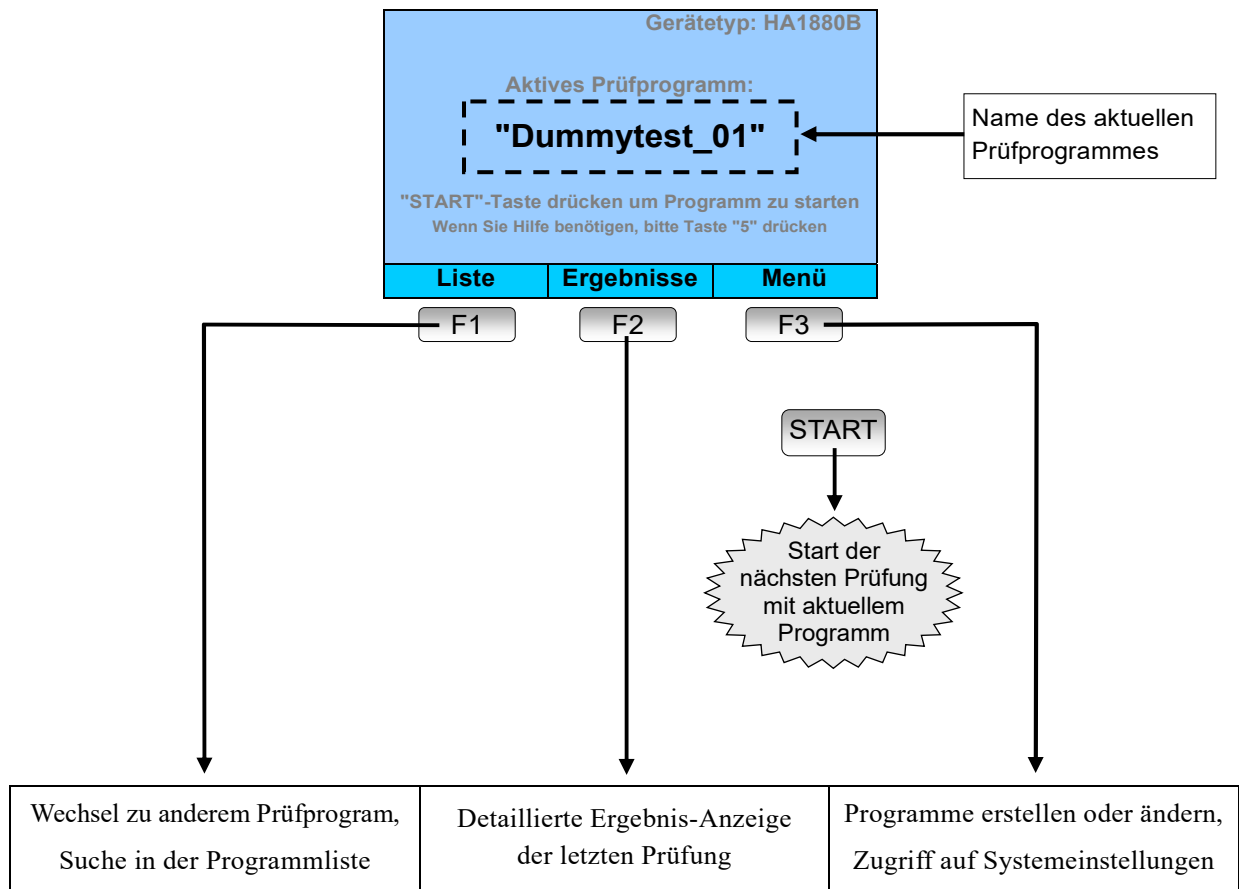 Gerätetyp: HA1880B
Aktives Prüfprogramm:
"Dummytest_01"
Name des aktuellen
Prüfprogrammes
"START"-Taste drücken um Programm zu starten
Wenn Sie Hilfe benötigen, bitte Taste "5" drücken
Liste Ergebnisse Menü
F1 F2 F3
START
Start der
nächsten Prüfung
mit aktuellem
Programm
Wechsel zu anderem Prüfprogram,
Suche in der Programmliste
Detaillierte Ergebnis-Anzeige
der letzten Prüfung
Programme erstellen oder ändern,
Zugriff auf Systemeinstellungen